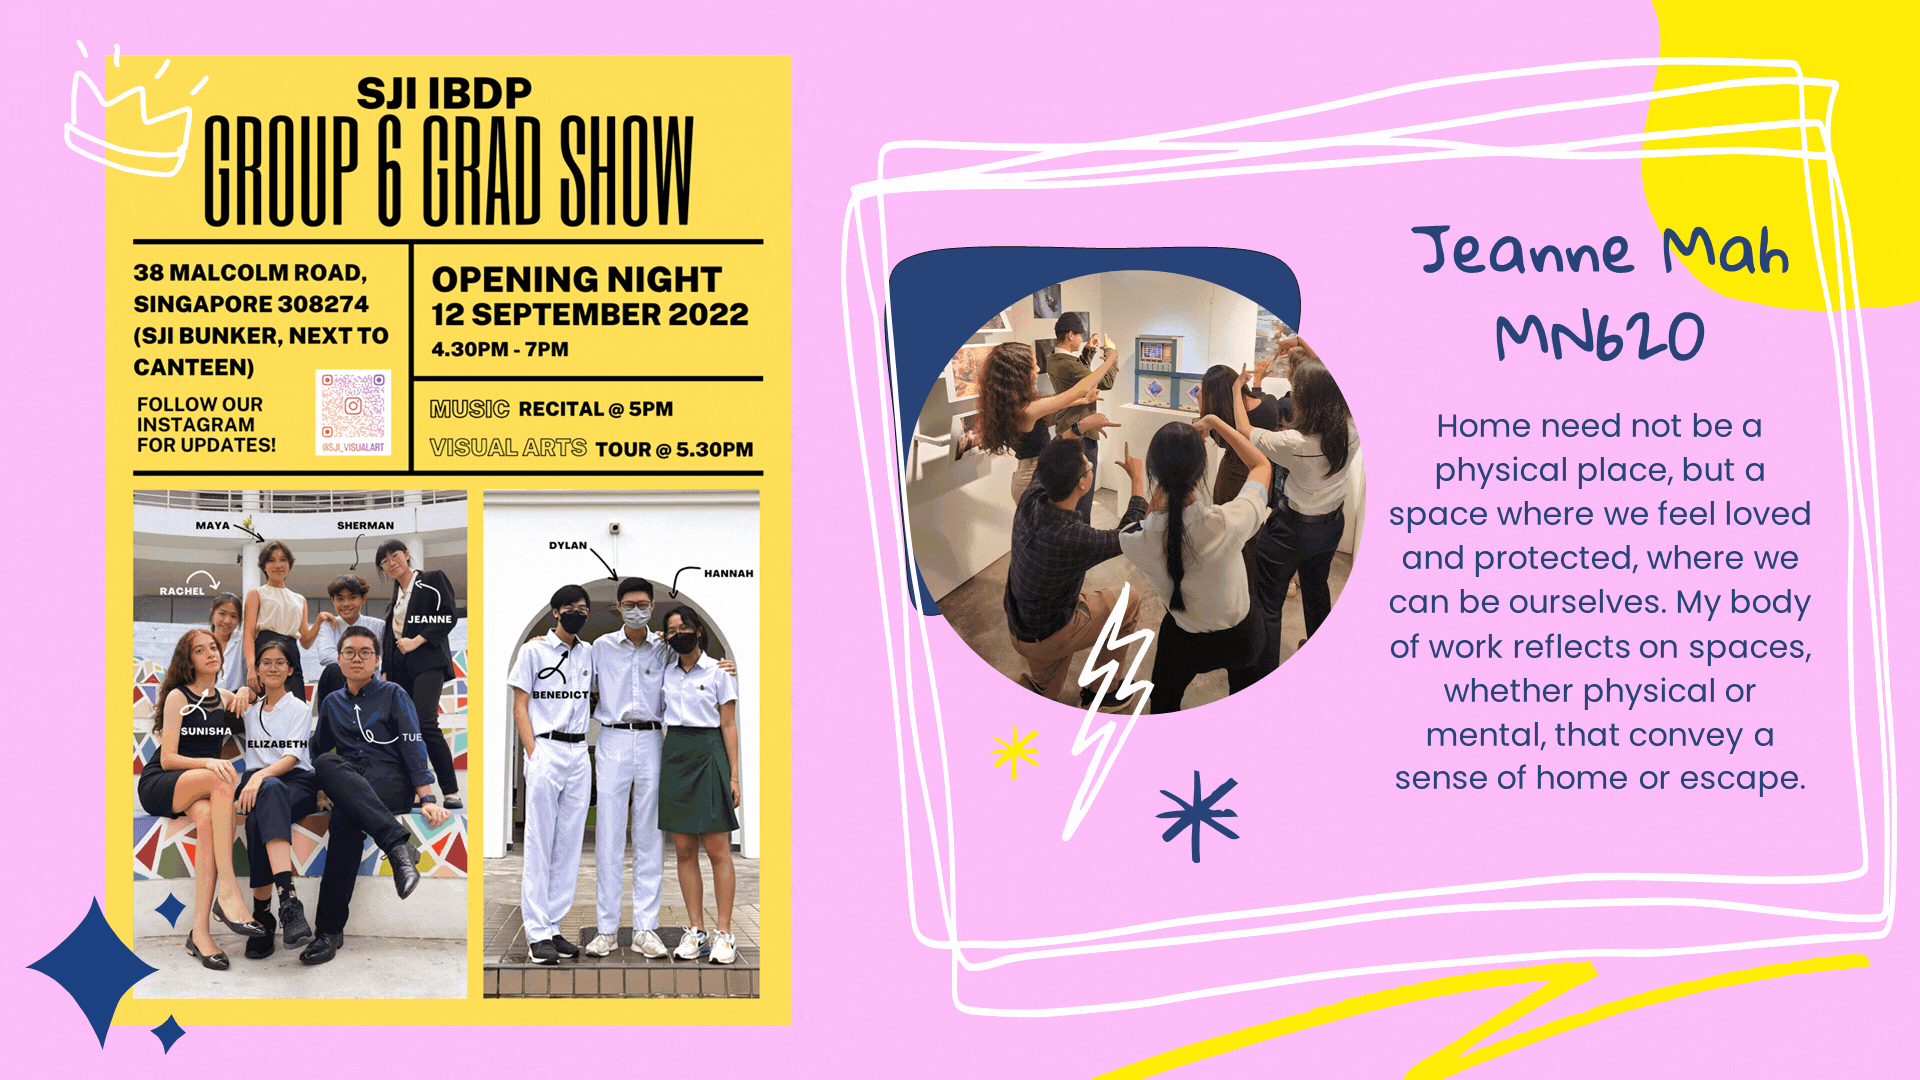 SJI IBDP
GROUP 6 GRAD SHOW
38 MALCOLM ROAD,
SINGAPORE 308274
(SJI BUNKER, NEXT TO
CANTEEN)
FOLLOW OUR
INSTAGRAM
FOR UPDATES!
@SJI_VISUALART
OPENING NIGHT
12 SEPTEMBER 2022
4.30PM - 7PM
MUSIC RECITAL @ 5PM
VISUAL ARTS TOUR @ 5.30PM
MAYA
SHERMAN
RACHEL
JEANNE
SUNISHA
ELIZABETH
TUE
DYLAN
HANNAH
BENEDICT
Jeanne Mah
MN620
Home need not be a
physical place, but a
space where we feel loved
and protected, where we
can be ourselves. My body
of work reflects on spaces,
whether physical or
mental, that convey a
sense of home or escape.